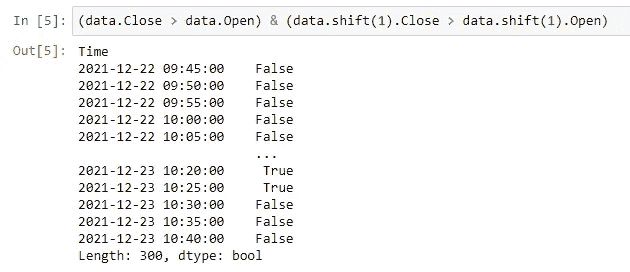 In [5]: (data.Close > data.Open) & (data.shift(1).Close > data.shift(1).Open)
Out[5]: Time
2021-12-22 09:45:00    False
2021-12-22 09:50:00    False
2021-12-22 09:55:00    False
2021-12-22 10:00:00    False
2021-12-22 10:05:00    False
...
2021-12-23 10:20:00     True
2021-12-23 10:25:00     True
2021-12-23 10:30:00    False
2021-12-23 10:35:00    False
2021-12-23 10:40:00    False
Length: 300, dtype: bool